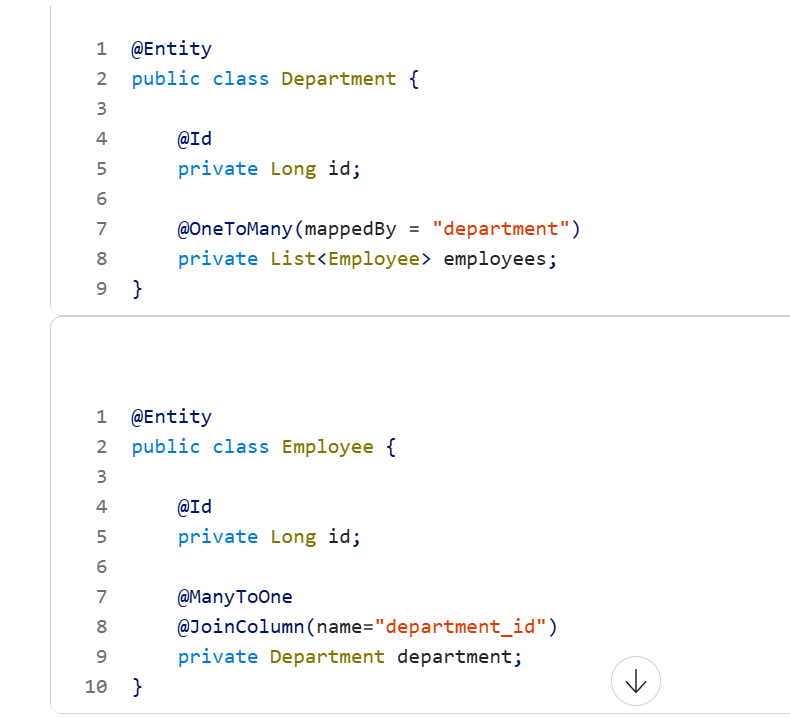 1 @Entity
2 public class Department {
3
4     @Id
5     private Long id;
6
7     @OneToMany(mappedBy = "department")
8     private List<Employee> employees;
9 }
1 @Entity
2 public class Employee {
3
4     @Id
5     private Long id;
6
7     @ManyToOne
8     @JoinColumn(name="department_id")
9     private Department department;
10 }